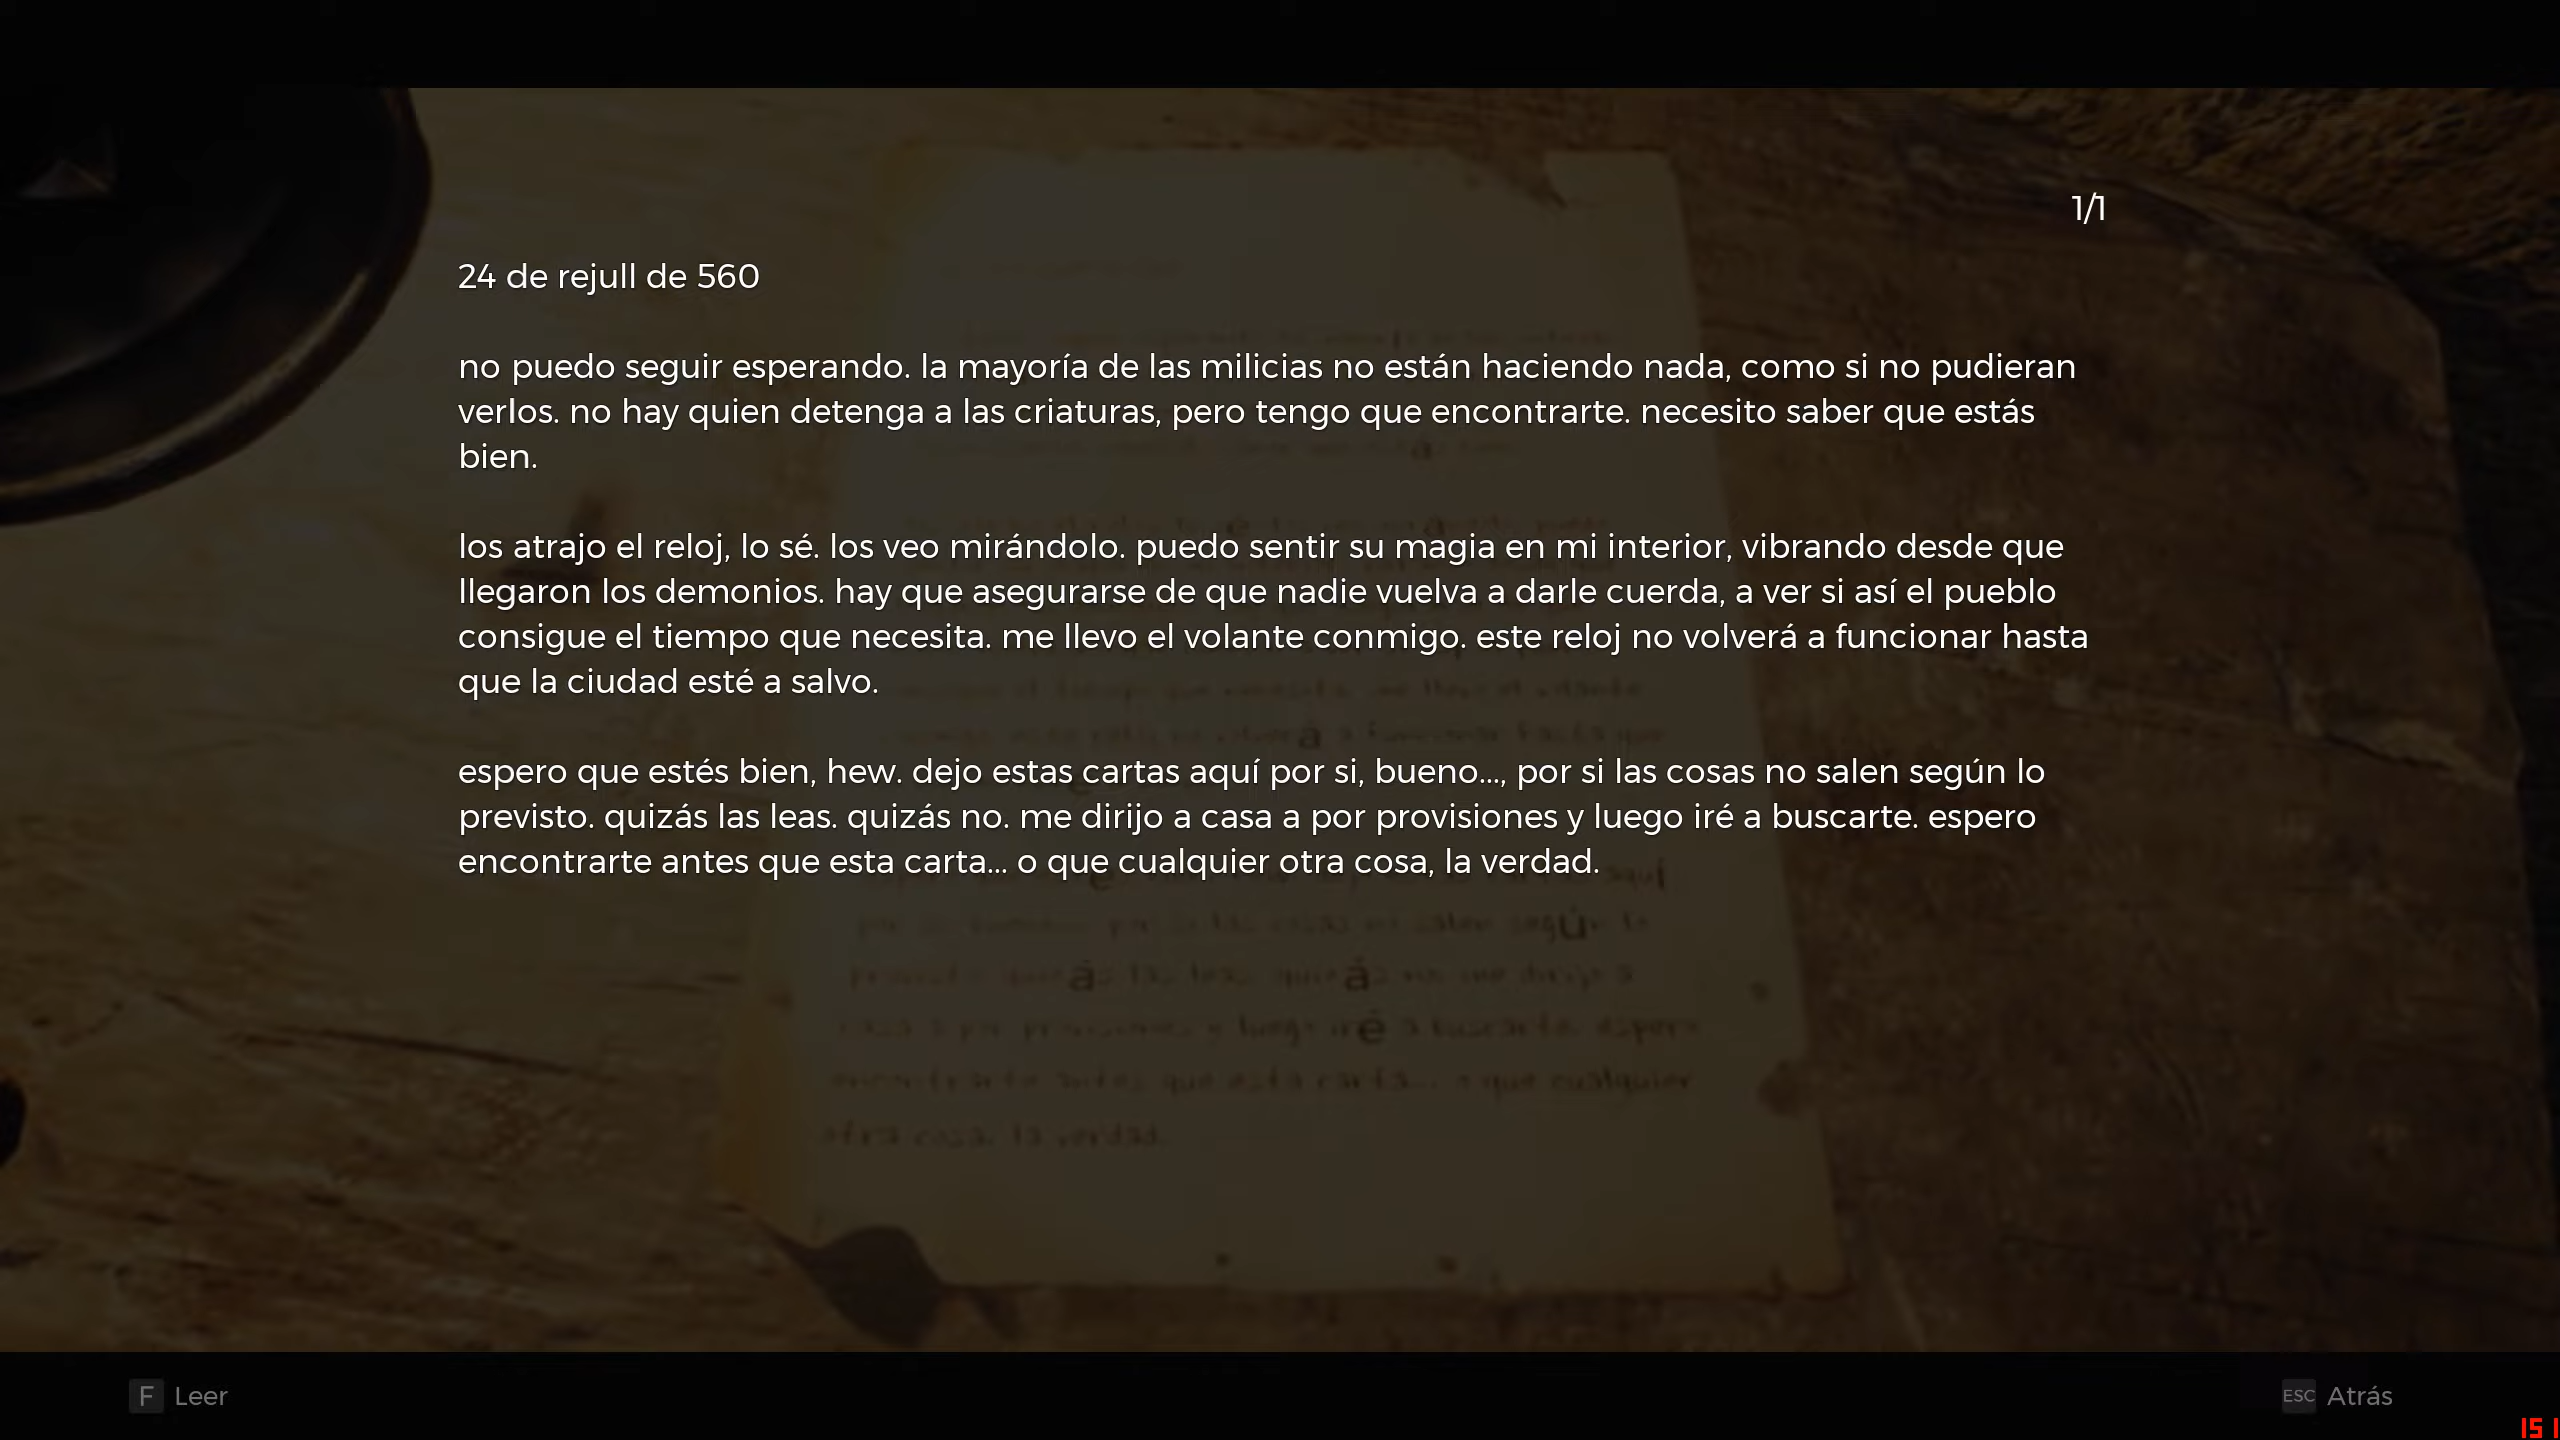 1/1
24 de rejull de 560
no puedo seguir esperando. la mayoría de las milicias no están haciendo nada, como si no pudieran
verlos. no hay quien detenga a las criaturas, pero tengo que encontrarte. necesito saber que estás
bien.
los atrajo el reloj, lo sé. los veo mirándolo. puedo sentir su magia en mi interior, vibrando desde que
llegaron los demonios. hay que asegurarse de que nadie vuelva a darle cuerda, a ver si así el pueblo
consigue el tiempo que necesita. me llevo el volante conmigo. este reloj no volverá a funcionar hasta
que la ciudad esté a salvo.
espero que estés bien, hew. dejo estas cartas aquí por si, bueno..., por si las cosas no salen según lo
previsto. quizás las leas. quizás no. me dirijo a casa a por provisiones y luego iré a buscarte. espero
encontrarte antes que esta carta... o que cualquier otra cosa, la verdad.
F Leer
ESC Atrás